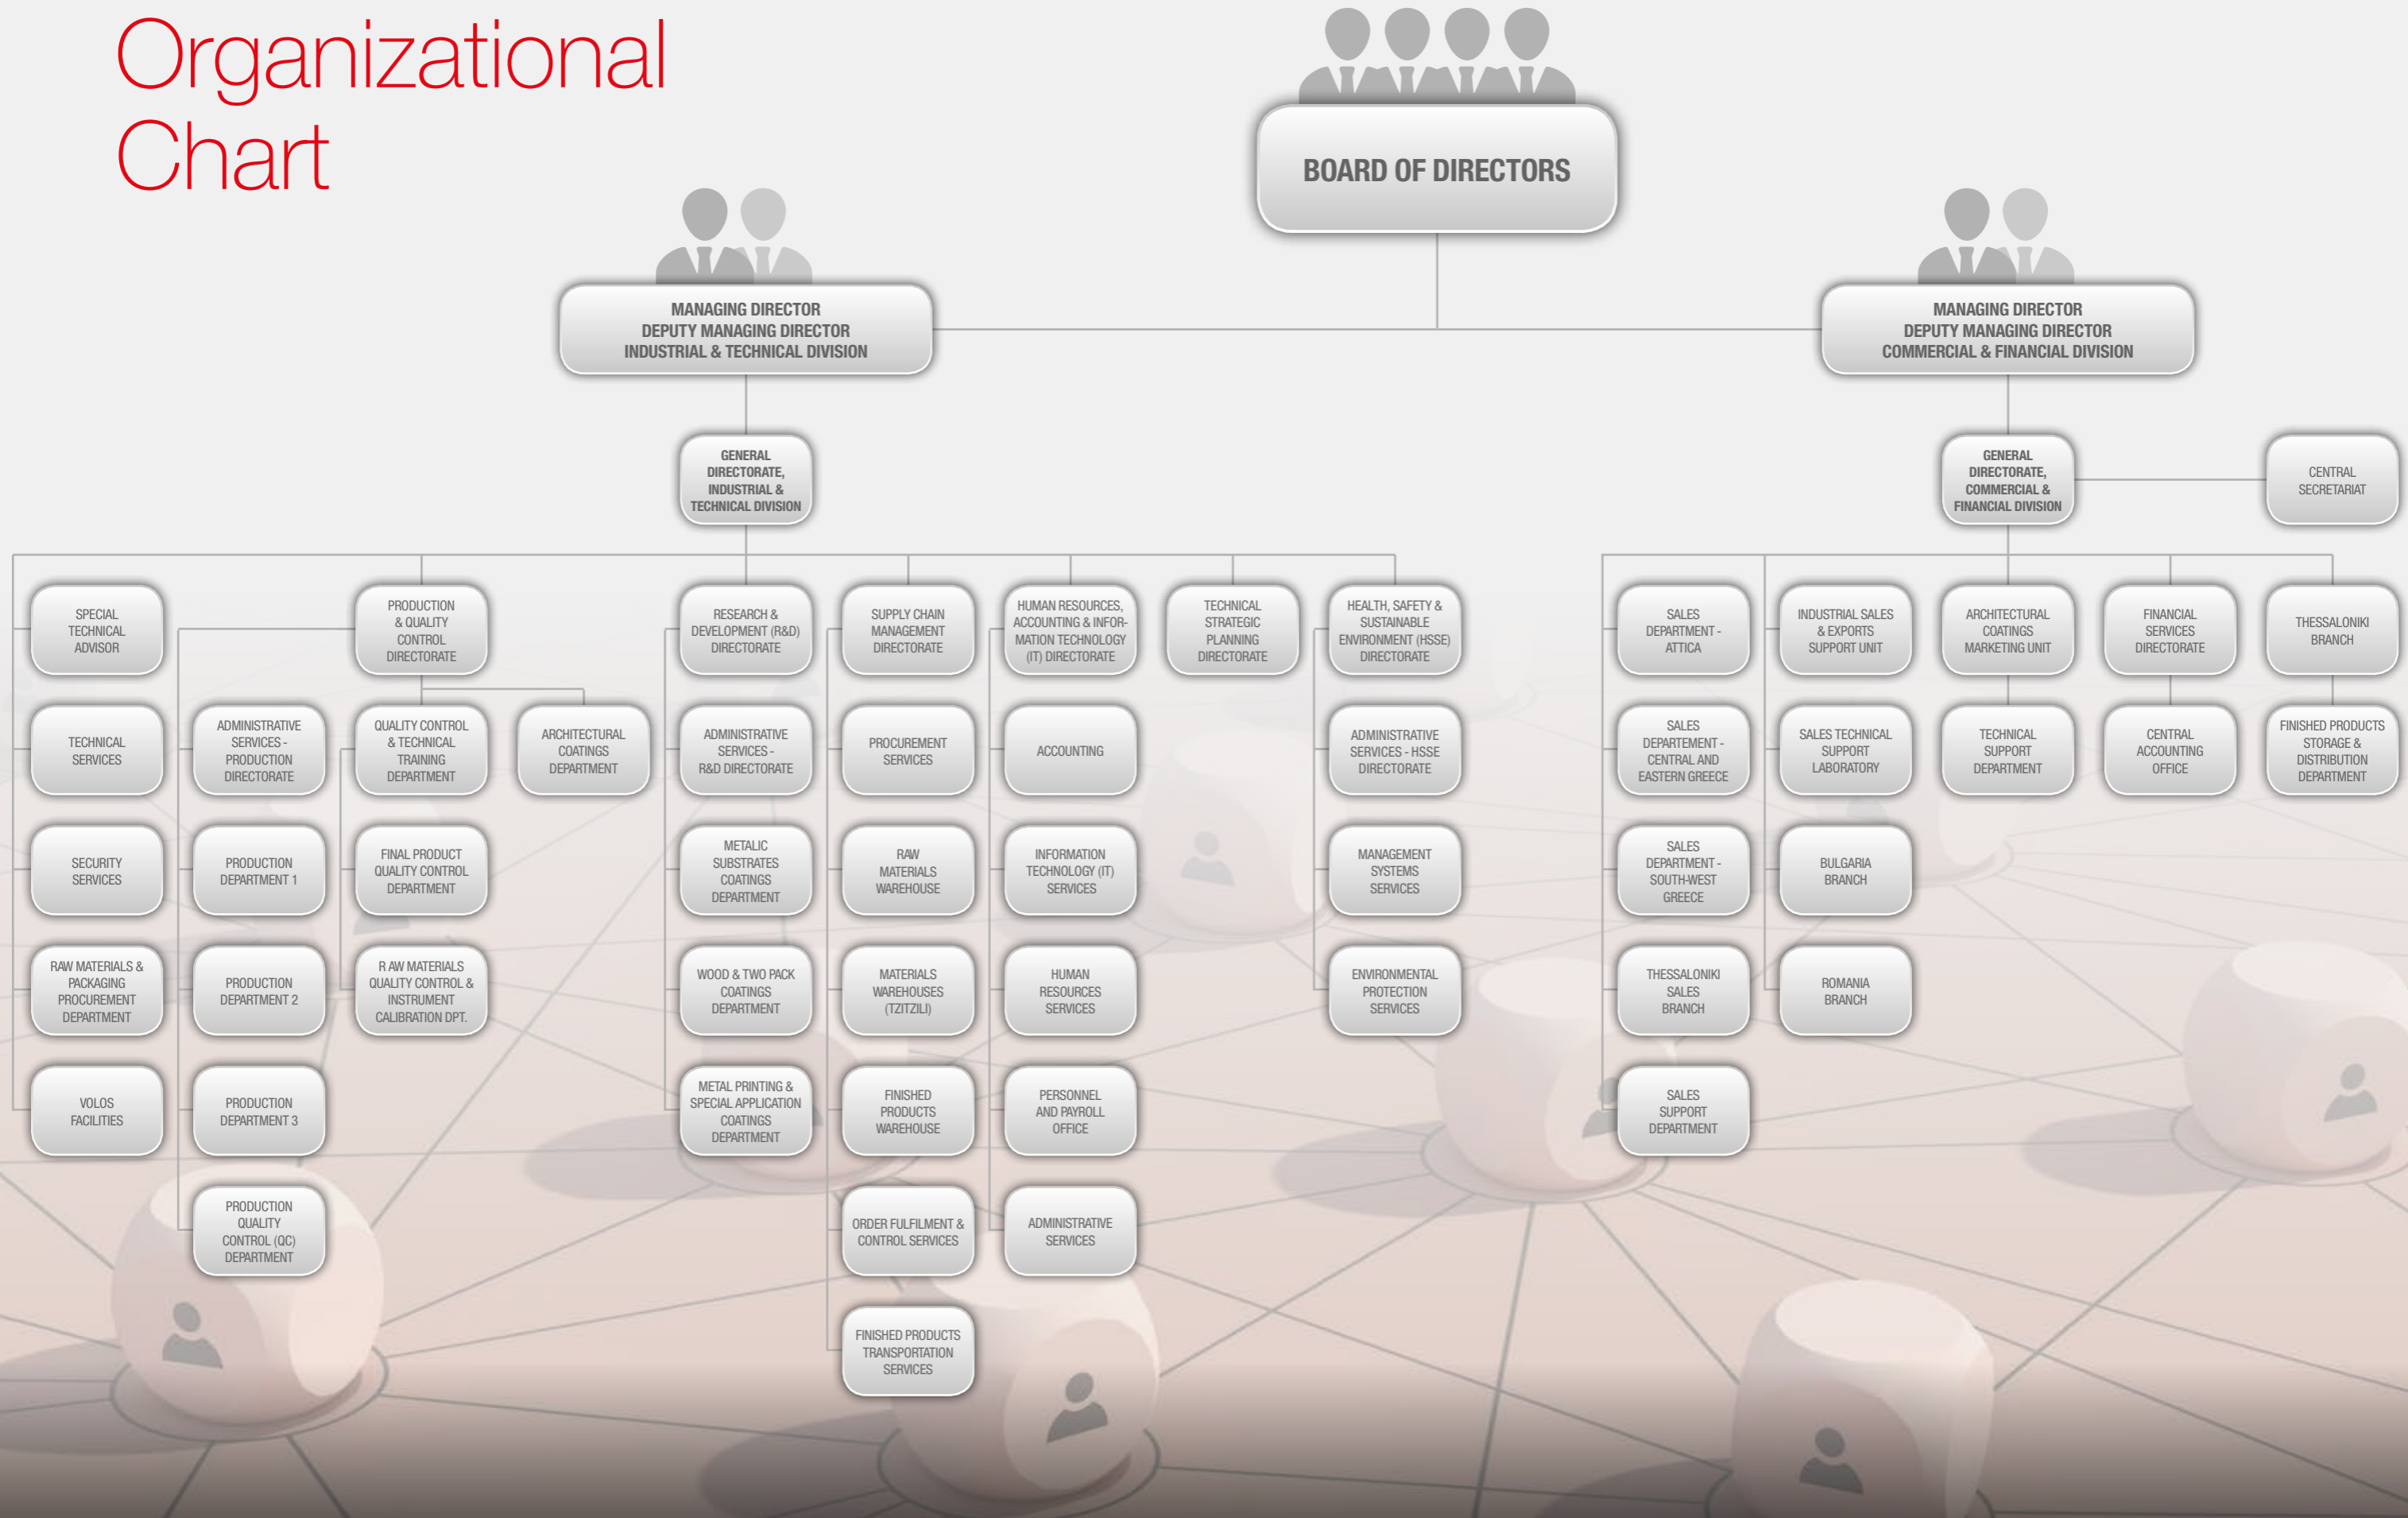 Organizational
Chart
BOARD OF DIRECTORS
MANAGING DIRECTOR
DEPUTY MANAGING DIRECTOR
INDUSTRIAL & TECHNICAL DIVISION
MANAGING DIRECTOR
DEPUTY MANAGING DIRECTOR
COMMERCIAL & FINANCIAL DIVISION
GENERAL
DIRECTORATE,
INDUSTRIAL &
TECHNICAL DIVISION
GENERAL
DIRECTORATE,
COMMERCIAL &
FINANCIAL DIVISION
CENTRAL
SECRETARIAT
SPECIAL
TECHNICAL
ADVISOR
PRODUCTION
& QUALITY
CONTROL
DIRECTORATE
RESEARCH &
DEVELOPMENT (R&D)
DIRECTORATE
SUPPLY CHAIN
MANAGEMENT
DIRECTORATE
HUMAN RESOURCES,
ACCOUNTING & INFOR-
MATION TECHNOLOGY
(IT) DIRECTORATE
TECHNICAL
STRATEGIC
PLANNING
DIRECTORATE
HEALTH, SAFETY &
SUSTAINABLE
ENVIRONMENT (HSSE)
DIRECTORATE
SALES
DEPARTMENT -
ATTICA
INDUSTRIAL SALES
& EXPORTS
SUPPORT UNIT
ARCHITECTURAL
COATINGS
MARKETING UNIT
FINANCIAL
SERVICES
DIRECTORATE
THESSALONIKI
BRANCH
TECHNICAL
SERVICES
ADMINISTRATIVE
SERVICES -
PRODUCTION
DIRECTORATE
QUALITY CONTROL
& TECHNICAL
TRAINING
DEPARTMENT
ARCHITECTURAL
COATINGS
DEPARTMENT
ADMINISTRATIVE
SERVICES -
R&D DIRECTORATE
PROCUREMENT
SERVICES
ACCOUNTING
ADMINISTRATIVE
SERVICES - HSSE
DIRECTORATE
SALES
DEPARTEMENT -
CENTRAL AND
EASTERN GREECE
SALES TECHNICAL
SUPPORT
LABORATORY
TECHNICAL
SUPPORT
DEPARTMENT
CENTRAL
ACCOUNTING
OFFICE
FINISHED PRODUCTS
STORAGE &
DISTRIBUTION
DEPARTMENT
SECURITY
SERVICES
PRODUCTION
DEPARTMENT 1
FINAL PRODUCT
QUALITY CONTROL
DEPARTMENT
METALIC
SUBSTRATES
COATINGS
DEPARTMENT
RAW
MATERIALS
WAREHOUSE
INFORMATION
TECHNOLOGY (IT)
SERVICES
MANAGEMENT
SYSTEMS
SERVICES
SALES
DEPARTMENT -
SOUTH-WEST
GREECE
BULGARIA
BRANCH
RAW MATERIALS &
PACKAGING
PROCUREMENT
DEPARTMENT
PRODUCTION
DEPARTMENT 2
R AW MATERIALS
QUALITY CONTROL &
INSTRUMENT
CALIBRATION DPT.
WOOD & TWO PACK
COATINGS
DEPARTMENT
MATERIALS
WAREHOUSES
(TZITZILI)
HUMAN
RESOURCES
SERVICES
ENVIRONMENTAL
PROTECTION
SERVICES
THESSALONIKI
SALES
BRANCH
ROMANIA
BRANCH
VOLOS
FACILITIES
PRODUCTION
DEPARTMENT 3
METAL PRINTING &
SPECIAL APPLICATION
COATINGS
DEPARTMENT
FINISHED
PRODUCTS
WAREHOUSE
PERSONNEL
AND PAYROLL
OFFICE
SALES
SUPPORT
DEPARTMENT
PRODUCTION
QUALITY
CONTROL (QC)
DEPARTMENT
ORDER FULFILMENT &
CONTROL SERVICES
ADMINISTRATIVE
SERVICES
FINISHED PRODUCTS
TRANSPORTATION
SERVICES